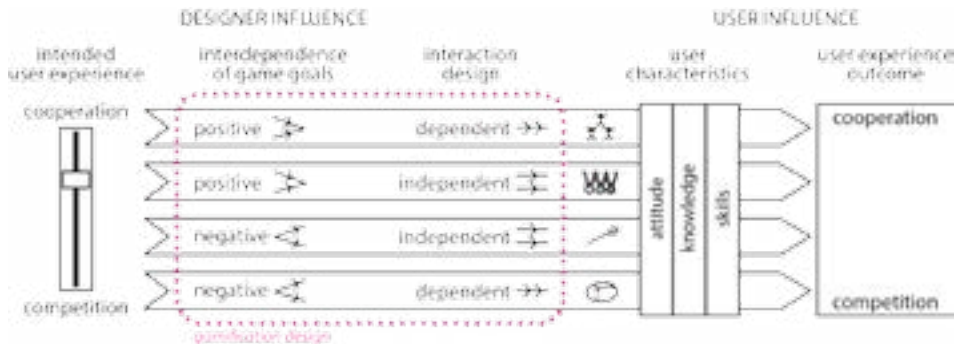 DESIGNER INFLUENCE
USER INFLUENCE
intended
user experience
interdependence
of game goals
interaction
design
user
characteristics
user experience
outcome
cooperation
cooperation
positive
dependent
positive
independent
negative
independent
negative
dependent
attitude
knowledge
skills
competition
competition
gamification design